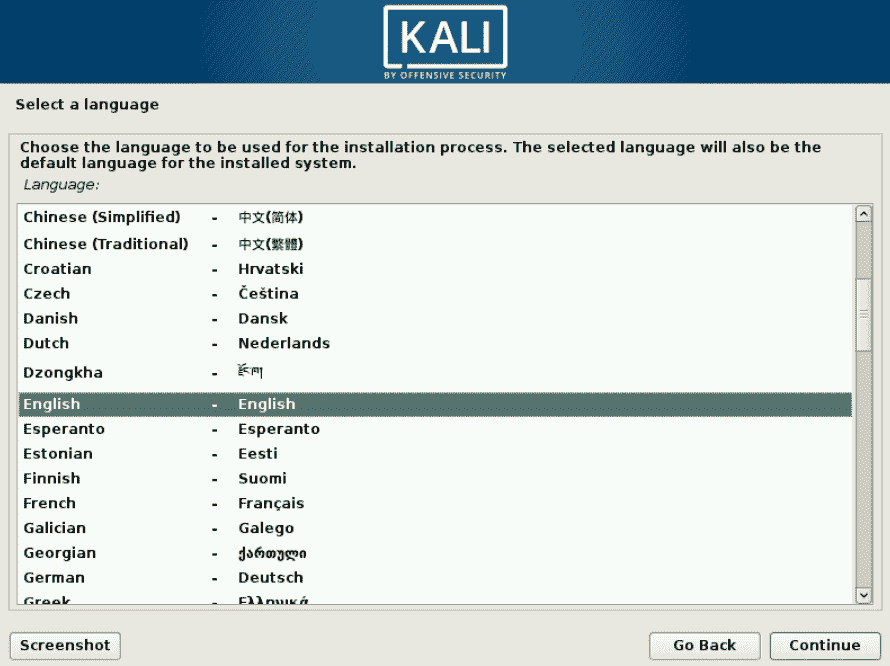 KALI
BY OFFENSIVE SECURITY
Select a language
Choose the language to be used for the installation process. The selected language will also be the
default language for the installed system.
Language:
Chinese (Simplified) - 中文(简体)
Chinese (Traditional) - 中文(繁體)
Croatian - Hrvatski
Czech - Čeština
Danish - Dansk
Dutch - Nederlands
Dzongkha - རྫོང་ཁ།
English - English
Esperanto - Esperanto
Estonian - Eesti
Finnish - Suomi
French - Français
Galician - Galego
Georgian - ქართული
German - Deutsch
Greek - Ελληνικά
Screenshot Go Back Continue